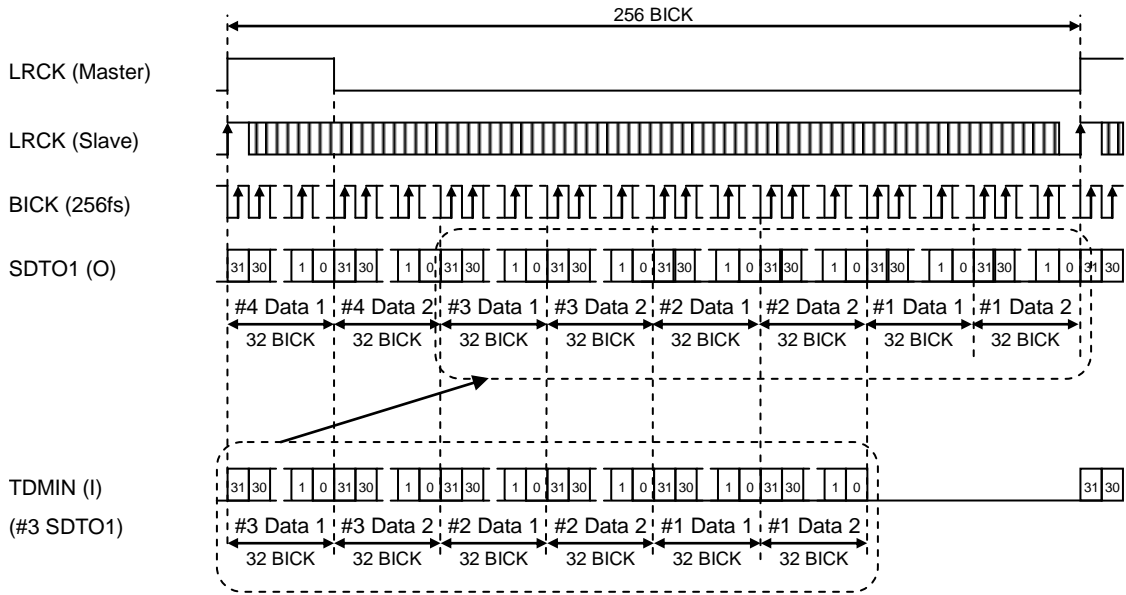 256 BICK
LRCK (Master)
LRCK (Slave)
BICK (256fs)
SDTO1 (O) 31 30 1 0 31 30 1 0 31 30 1 0 31 30 1 0 31 30 1 0 31 30 1 0 31 30 1 0 31 30 1 0 31 30
#4 Data 1 #4 Data 2 #3 Data 1 #3 Data 2 #2 Data 1 #2 Data 2 #1 Data 1 #1 Data 2
32 BICK 32 BICK 32 BICK 32 BICK 32 BICK 32 BICK 32 BICK 32 BICK
TDMIN (I) 31 30 1 0 31 30 1 0 31 30 1 0 31 30 1 0 31 30 1 0 31 30 1 0 31 30
(#3 SDTO1) #3 Data 1 #3 Data 2 #2 Data 1 #2 Data 2 #1 Data 1 #1 Data 2
32 BICK 32 BICK 32 BICK 32 BICK 32 BICK 32 BICK